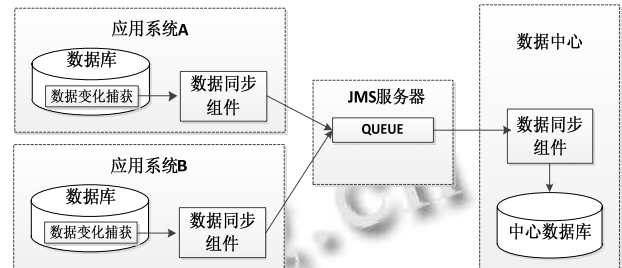 应用系统A
数据库
数据变化捕获
数据同步
组件
应用系统B
数据库
数据变化捕获
数据同步
组件
JMS服务器
QUEUE
数据中心
数据同步
组件
中心数据库